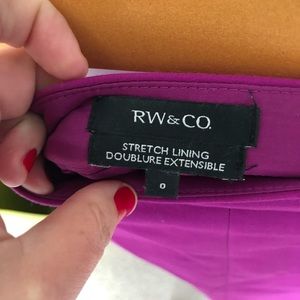 RW&CO.
STRETCH LINING
DOUBLURE EXTENSIBLE
0